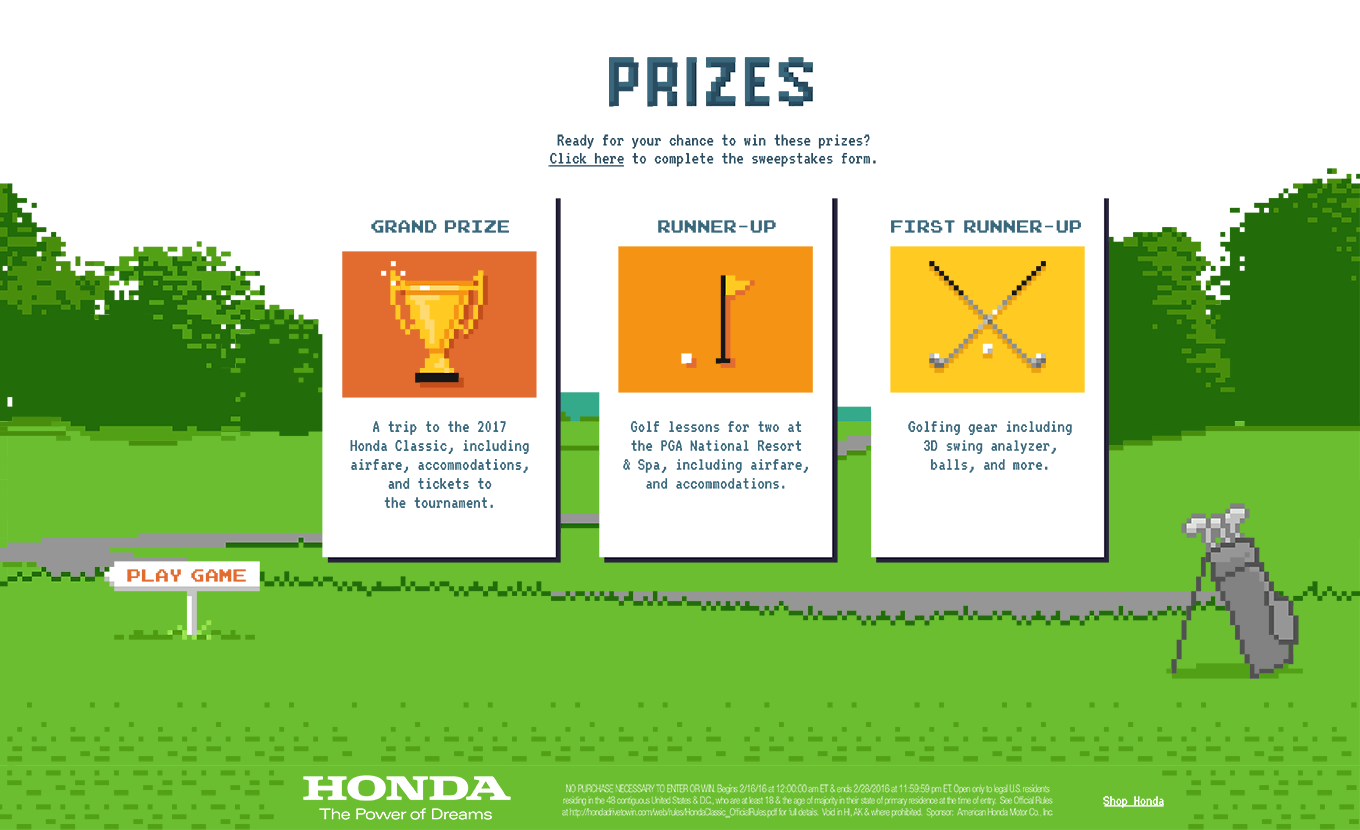 PRIZES
Ready for your chance to win these prizes?
Click here to complete the sweepstakes form.
GRAND PRIZE
A trip to the 2017
Honda Classic, including
airfare, accommodations,
and tickets to
the tournament.
RUNNER-UP
Golf lessons for two at
the PGA National Resort
& Spa, including airfare,
and accommodations.
FIRST RUNNER-UP
Golfing gear including
3D swing analyzer,
balls, and more.
PLAY GAME
HONDA
The Power of Dreams
NO PURCHASE NECESSARY TO ENTER OR WIN. Begins 2/16/16 at 12:00:00 am ET & ends 2/28/2016 at 11:59:59 pm ET. Open only to legal U.S. residents
residing in the 48 contiguous United States & D.C., who are at least 18 & the age of majority in their state of primary residence at the time of entry. See Official Rules
at http://hondadrivetown.com/web/rules/HondaClassic_OfficialRules.pdf for full details. Void in HI, AK & where prohibited. Sponsor: American Honda Motor Co., Inc.
Shop Honda